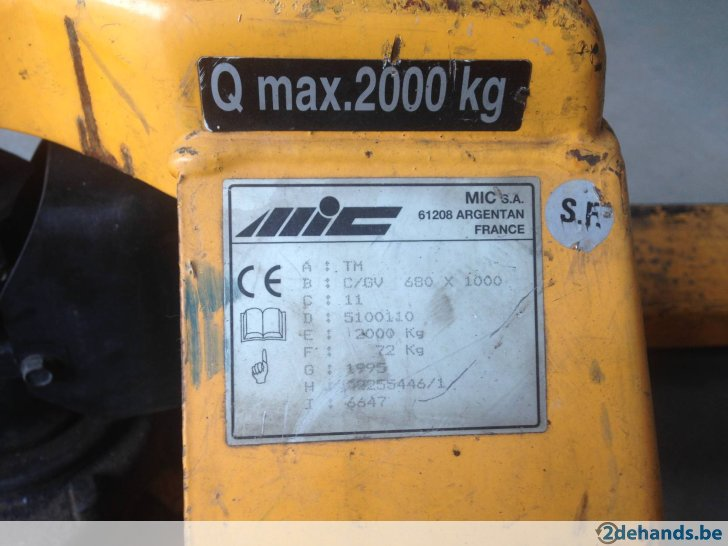 Q max.2000 kg
MIC
MIC S.A.
61208 ARGENTAN
FRANCE
S.F.
CE
A : TM
B : C/GV 680 X 1000
C : 11
D : 5100110
E : 2000 Kg
F : 72 Kg
G : 1995
H :
I : 6647
2dehands.be